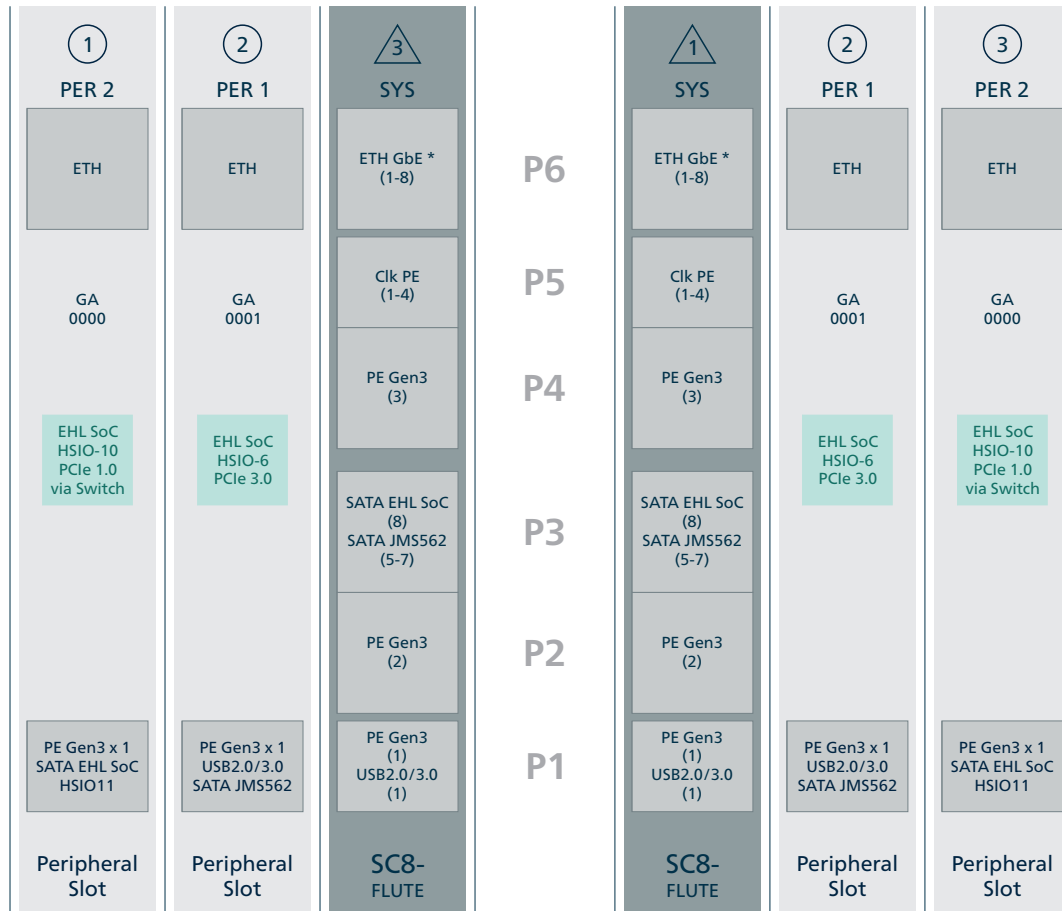 1
PER 2
ETH
GA
0000
EHL SoC
HSIO-10
PCIe 1.0
via Switch
PE Gen3 x 1
SATA EHL SoC
HSIO11
Peripheral
Slot
2
PER 1
ETH
GA
0001
EHL SoC
HSIO-6
PCIe 3.0
PE Gen3 x 1
USB2.0/3.0
SATA JMS562
Peripheral
Slot
3
SYS
ETH GbE *
(1-8)
Clk PE
(1-4)
PE Gen3
(3)
SATA EHL SoC
(8)
SATA JMS562
(5-7)
PE Gen3
(2)
PE Gen3
(1)
USB2.0/3.0
(1)
SC8-
FLUTE
P6
P5
P4
P3
P2
P1
1
SYS
ETH GbE *
(1-8)
Clk PE
(1-4)
PE Gen3
(3)
SATA EHL SoC
(8)
SATA JMS562
(5-7)
PE Gen3
(2)
PE Gen3
(1)
USB2.0/3.0
(1)
SC8-
FLUTE
2
PER 1
ETH
GA
0001
EHL SoC
HSIO-6
PCIe 3.0
PE Gen3 x 1
USB2.0/3.0
SATA JMS562
Peripheral
Slot
3
PER 2
ETH
GA
0000
EHL SoC
HSIO-10
PCIe 1.0
via Switch
PE Gen3 x 1
SATA EHL SoC
HSIO11
Peripheral
Slot